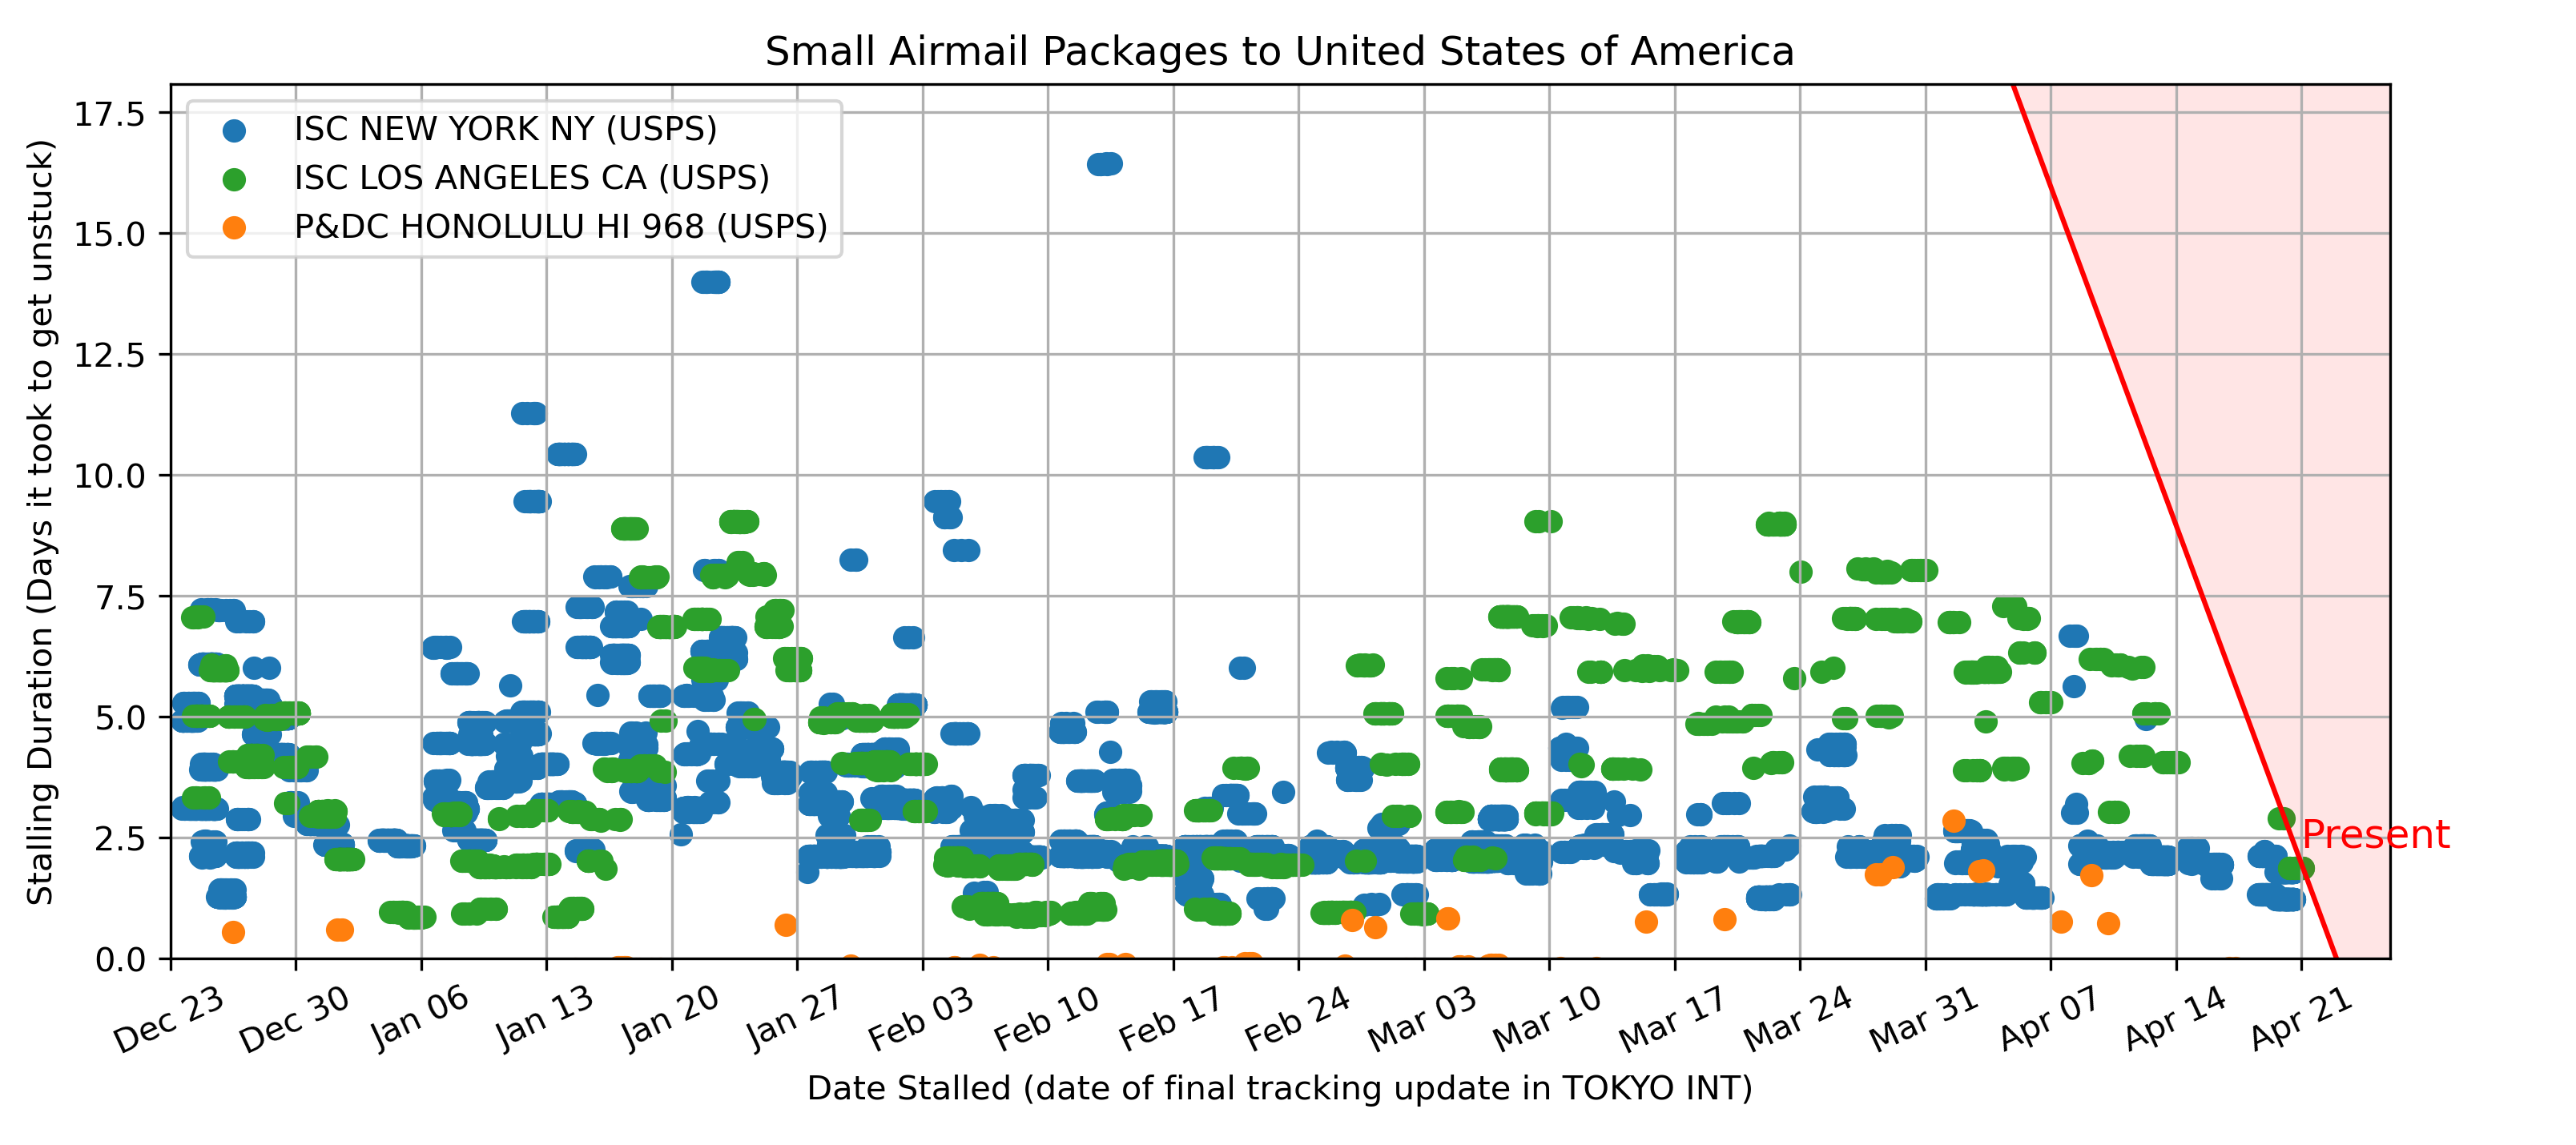 Small Airmail Packages to United States of America
17.5
15.0
12.5
10.0
7.5
5.0
2.5
0.0
Stalling Duration (Days it took to get unstuck)
ISC NEW YORK NY (USPS)
ISC LOS ANGELES CA (USPS)
P&DC HONOLULU HI 968 (USPS)
Present
Dec 23
Dec 30
Jan 06
Jan 13
Jan 20
Jan 27
Feb 03
Feb 10
Feb 17
Feb 24
Mar 03
Mar 10
Mar 17
Mar 24
Mar 31
Apr 07
Apr 14
Apr 21
Date Stalled (date of final tracking update in TOKYO INT)